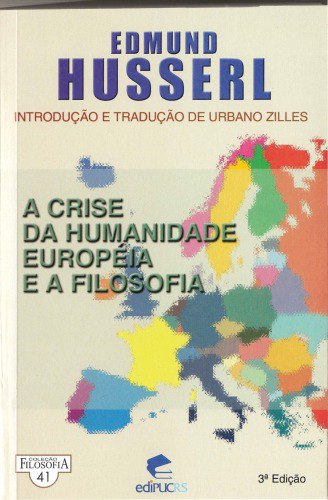 EDMUND
HUSSERL
INTRODUÇÃO E TRADUÇÃO DE URBANO ZILLES
A CRISE
DA HUMANIDADE
EUROPÉIA
E A FILOSOFIA
COLEÇÃO
FILOSOFIA
41
ediPUCRS
3ª Edição